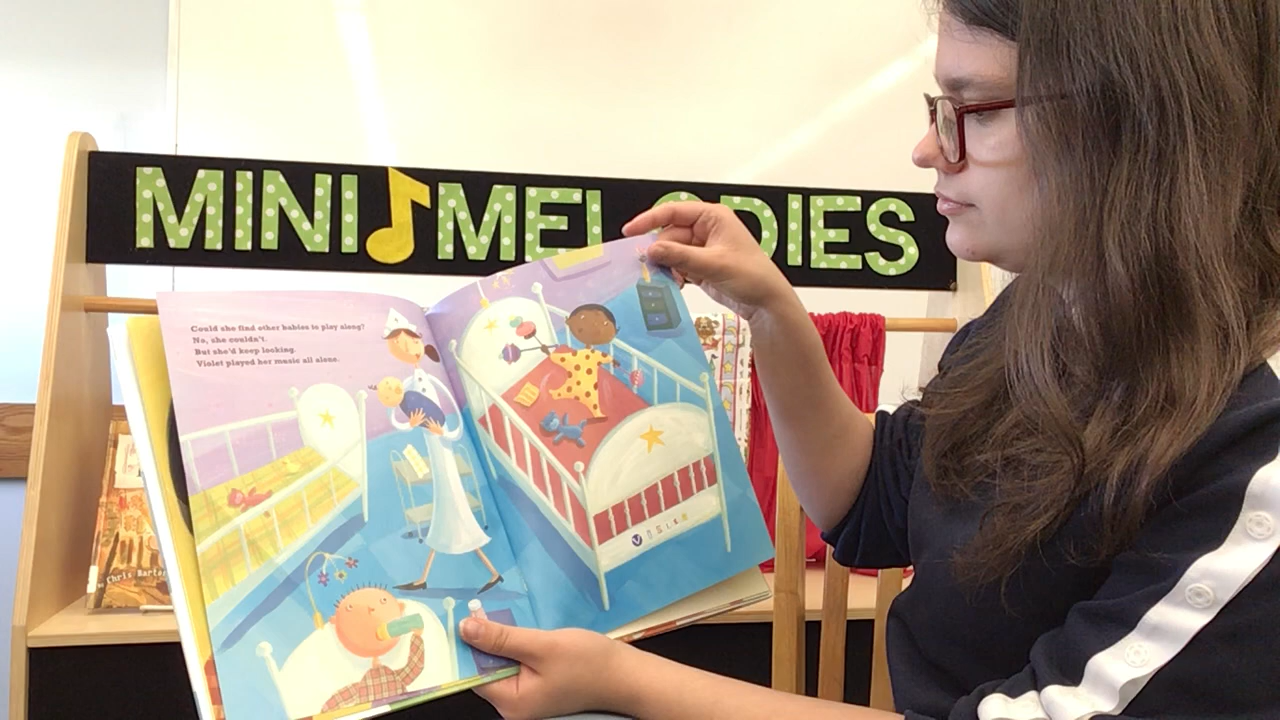 MINI MELODIES
Could she find other babies to play along?
No, she couldn't.
But she'd keep looking.
Violet played her music all alone.
Chris Barton